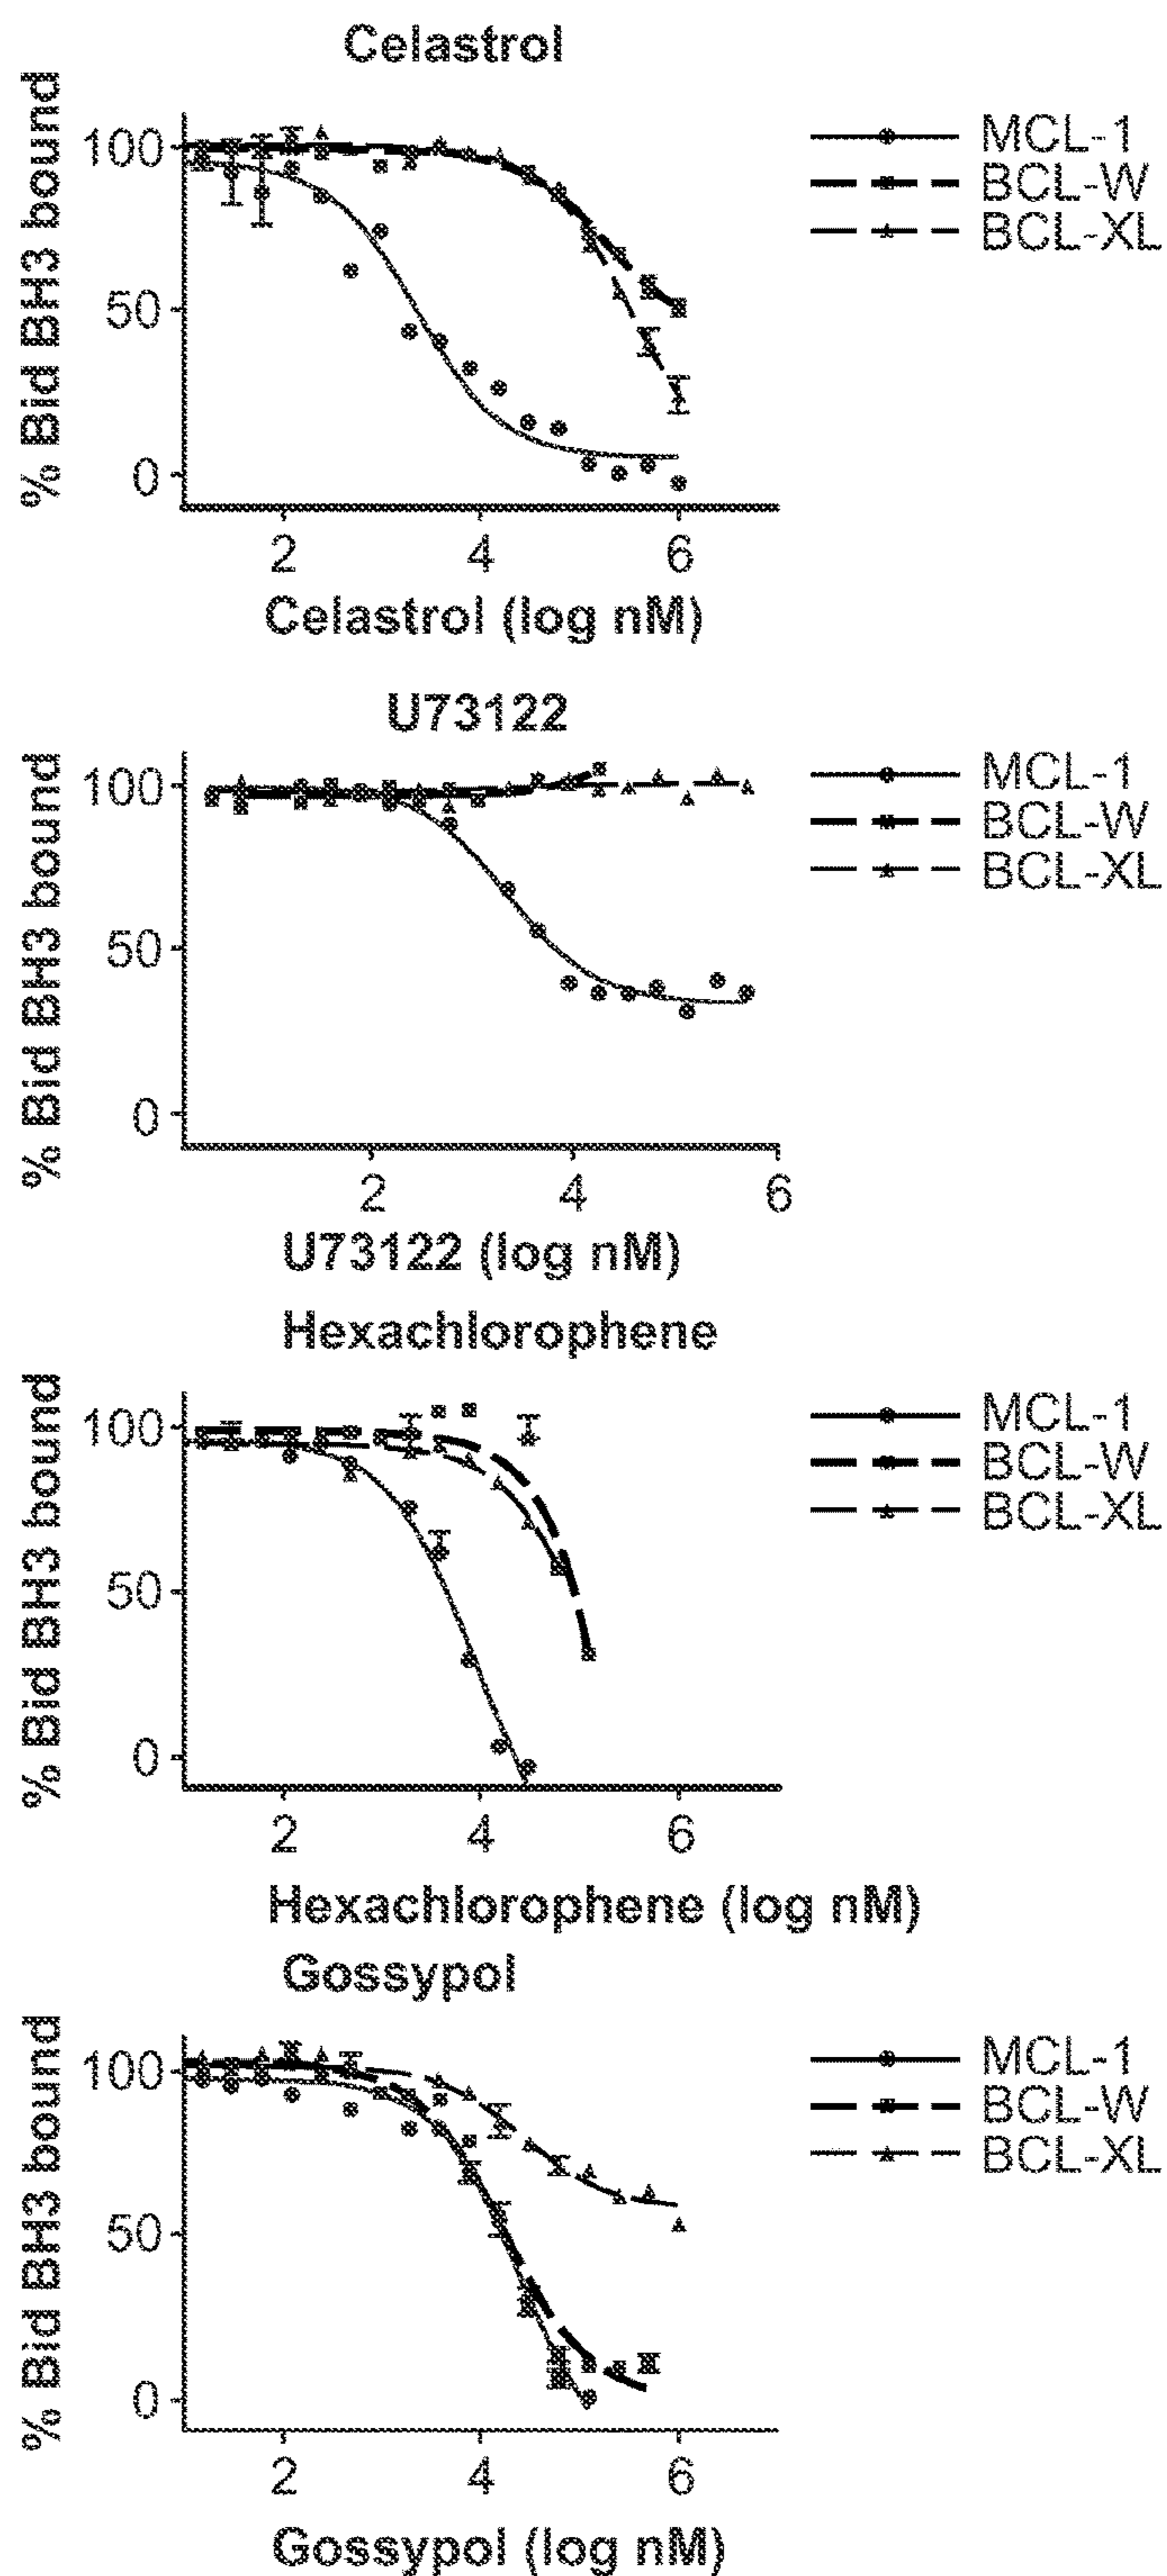 Celastrol
% Bid BH3 bound
100
50
0
2 4 6
Celastrol (log nM)
MCL-1
BCL-W
BCL-XL
U73122
% Bid BH3 bound
100
50
0
2 4 6
U73122 (log nM)
MCL-1
BCL-W
BCL-XL
Hexachlorophene
% Bid BH3 bound
100
50
0
2 4 6
Hexachlorophene (log nM)
MCL-1
BCL-W
BCL-XL
Gossypol
% Bid BH3 bound
100
50
0
2 4 6
Gossypol (log nM)
MCL-1
BCL-W
BCL-XL